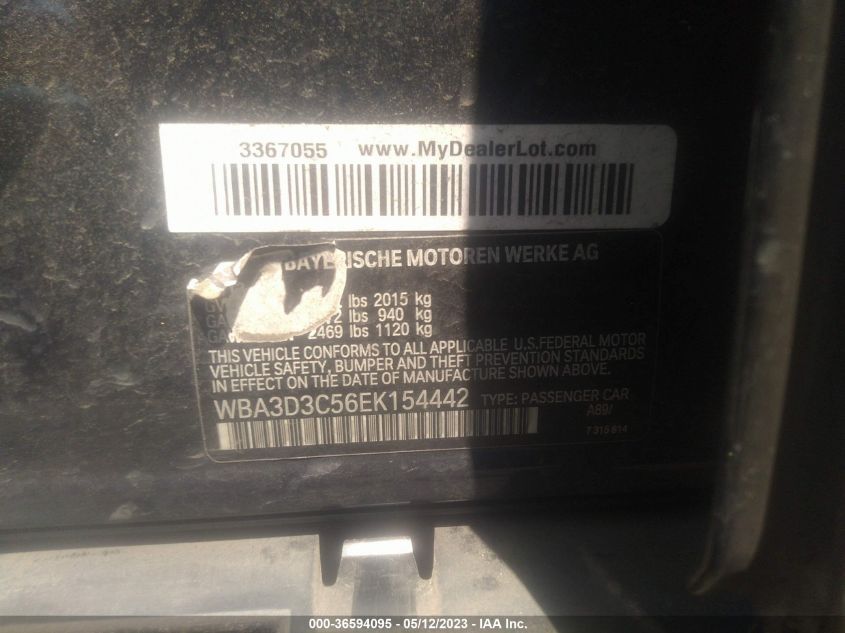 3367055 www.MyDealerLot.com
BAYERISCHE MOTOREN WERKE AG
lbs 2015 kg
lbs 940 kg
2469 lbs 1120 kg
THIS VEHICLE CONFORMS TO ALL APPLICABLE U.S.FEDERAL MOTOR
VEHICLE SAFETY, BUMPER AND THEFT PREVENTION STANDARDS
IN EFFECT ON THE DATE OF MANUFACTURE SHOWN ABOVE.
WBA3D3C56EK154442 TYPE: PASSENGER CAR
A89/
7315814
000-36594095 - 05/12/2023 - IAA Inc.